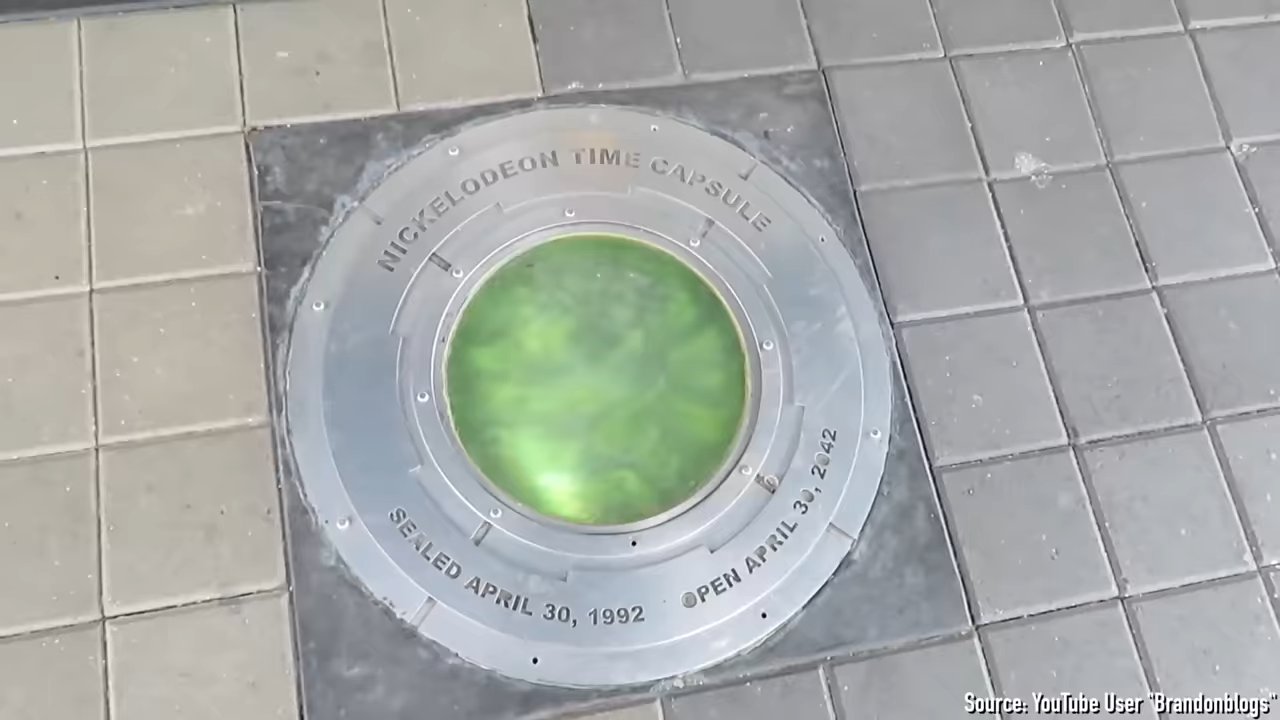 NICKELODEON TIME CAPSULE
SEALED APRIL 30, 1992
OPEN APRIL 30, 2042
Source: YouTube User "Brandonblogs"